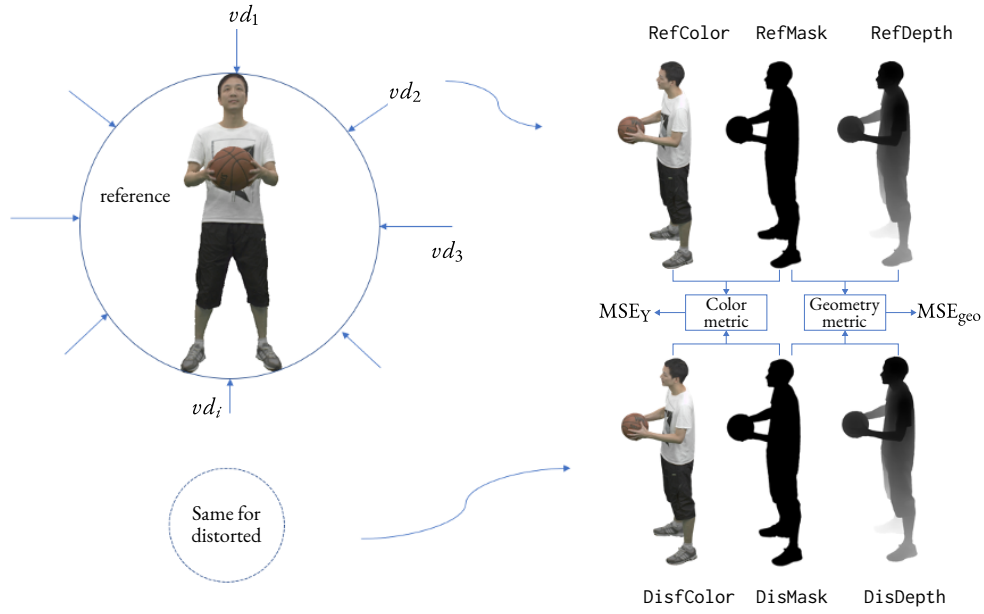 vd1
RefColor RefMask RefDepth
vd2
reference
vd3
MSEY
Color
metric
Geometry
metric
MSEgeo
vdi
Same for
distorted
DisfColor DisMask DisDepth